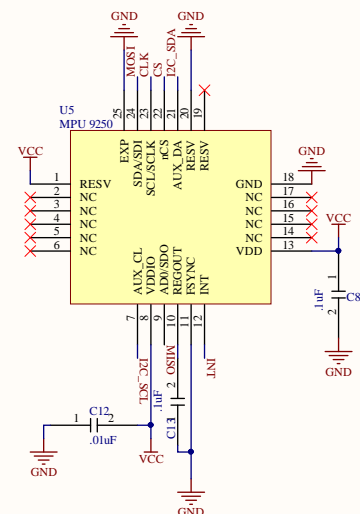 GND
GND
MOSI
CLK
CS
I2C_SDA
25
24
23
22
21
20
19
U5
MPU 9250
EXP
SDA/SDI
SCL/SCLK
nCS
AUX_DA
RESV
RESV
VCC
GND
1
RESV
GND
18
2
NC
NC
17
3
NC
NC
16
4
NC
NC
15
5
NC
NC
14
6
NC
VDD
13
VCC
AUX_CL
VDDIO
AD0/SDO
REGOUT
FSYNC
INT
7
8
9
10
11
12
1
.1uF
C8
2
GND
I2C_SCL
MISO
INT
2
.1uF
C13
1
C12
1
2
.01uF
GND
VCC
GND